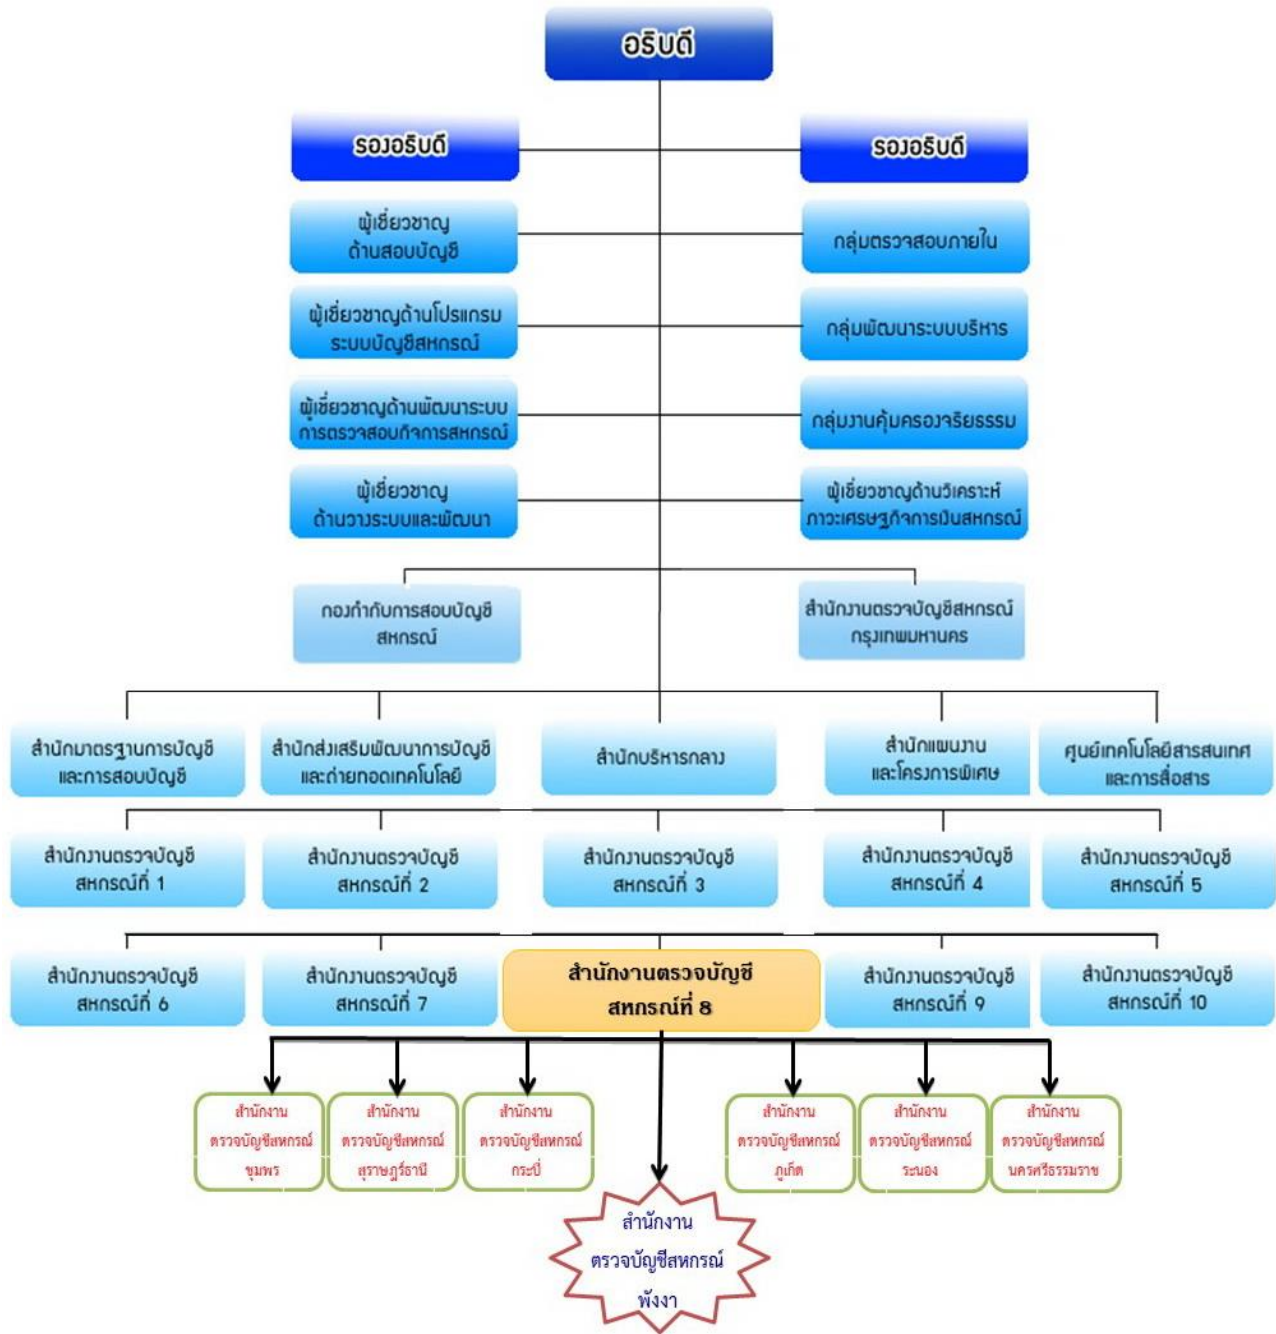 อธิบดี
รองอธิบดี
รองอธิบดี
ผู้เชี่ยวชาญ
ด้านสอบบัญชี
กลุ่มตรวจสอบภายใน
ผู้เชี่ยวชาญด้านโปรแกรม
ระบบบัญชีสหกรณ์
กลุ่มพัฒนาระบบบริหาร
ผู้เชี่ยวชาญด้านพัฒนาระบบ
การตรวจสอบกิจการสหกรณ์
กลุ่มงานคุ้มครองจริยธรรม
ผู้เชี่ยวชาญ
ด้านวางระบบและพัฒนา
ผู้เชี่ยวชาญด้านวิเคราะห์
ภาวะเศรษฐกิจการเงินสหกรณ์
กองกำกับการสอบบัญชี
สหกรณ์
สำนักงานตรวจบัญชีสหกรณ์
กรุงเทพมหานคร
สำนักมาตรฐานการบัญชี
และการสอบบัญชี
สำนักส่งเสริมพัฒนาการบัญชี
และถ่ายทอดเทคโนโลยี
สำนักบริหารกลาง
สำนักแผนงาน
และโครงการพิเศษ
ศูนย์เทคโนโลยีสารสนเทศ
และการสื่อสาร
สำนักงานตรวจบัญชี
สหกรณ์ที่ 1
สำนักงานตรวจบัญชี
สหกรณ์ที่ 2
สำนักงานตรวจบัญชี
สหกรณ์ที่ 3
สำนักงานตรวจบัญชี
สหกรณ์ที่ 4
สำนักงานตรวจบัญชี
สหกรณ์ที่ 5
สำนักงานตรวจบัญชี
สหกรณ์ที่ 6
สำนักงานตรวจบัญชี
สหกรณ์ที่ 7
สำนักงานตรวจบัญชี
สหกรณ์ที่ 8
สำนักงานตรวจบัญชี
สหกรณ์ที่ 9
สำนักงานตรวจบัญชี
สหกรณ์ที่ 10
สำนักงาน
ตรวจบัญชีสหกรณ์
ชุมพร
สำนักงาน
ตรวจบัญชีสหกรณ์
สุราษฎร์ธานี
สำนักงาน
ตรวจบัญชีสหกรณ์
กระบี่
สำนักงาน
ตรวจบัญชีสหกรณ์
ภูเก็ต
สำนักงาน
ตรวจบัญชีสหกรณ์
ระนอง
สำนักงาน
ตรวจบัญชีสหกรณ์
นครศรีธรรมราช
สำนักงาน
ตรวจบัญชีสหกรณ์
พังงา